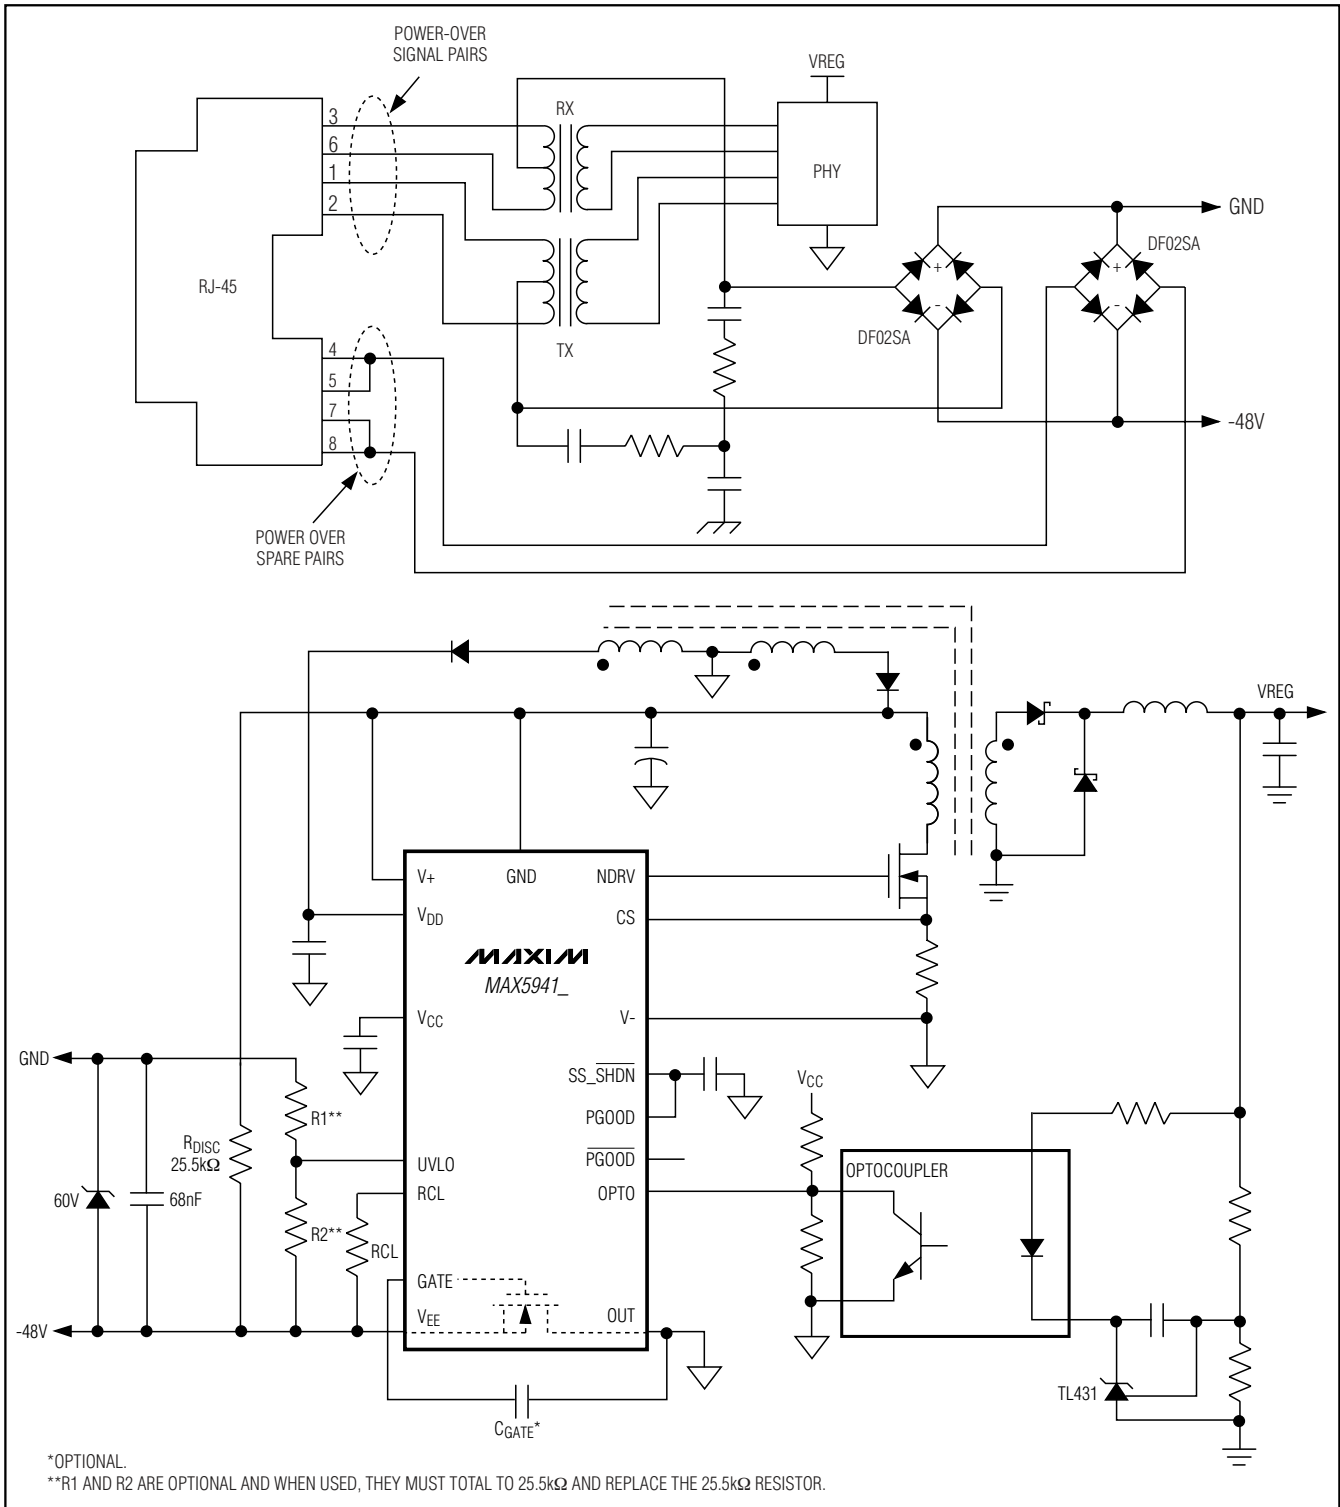 POWER-OVER
SIGNAL PAIRS
VREG
RX
3
6
1
2
PHY
GND
DF02SA
+
+
RJ-45
-
-
DF02SA
TX
4
5
7
8
-48V
POWER OVER
SPARE PAIRS
VREG
V+
GND
NDRV
VDD
CS
MAXIM
MAX5941_
VCC
V-
GND
SS_SHDN
VCC
R1**
PGOOD
RDISC
25.5kΩ
UVLO
PGOOD
OPTOCOUPLER
60V
68nF
RCL
OPTO
R2**
RCL
GATE
VEE
OUT
-48V
TL431
CGATE*
*OPTIONAL.
**R1 AND R2 ARE OPTIONAL AND WHEN USED, THEY MUST TOTAL TO 25.5kΩ AND REPLACE THE 25.5kΩ RESISTOR.